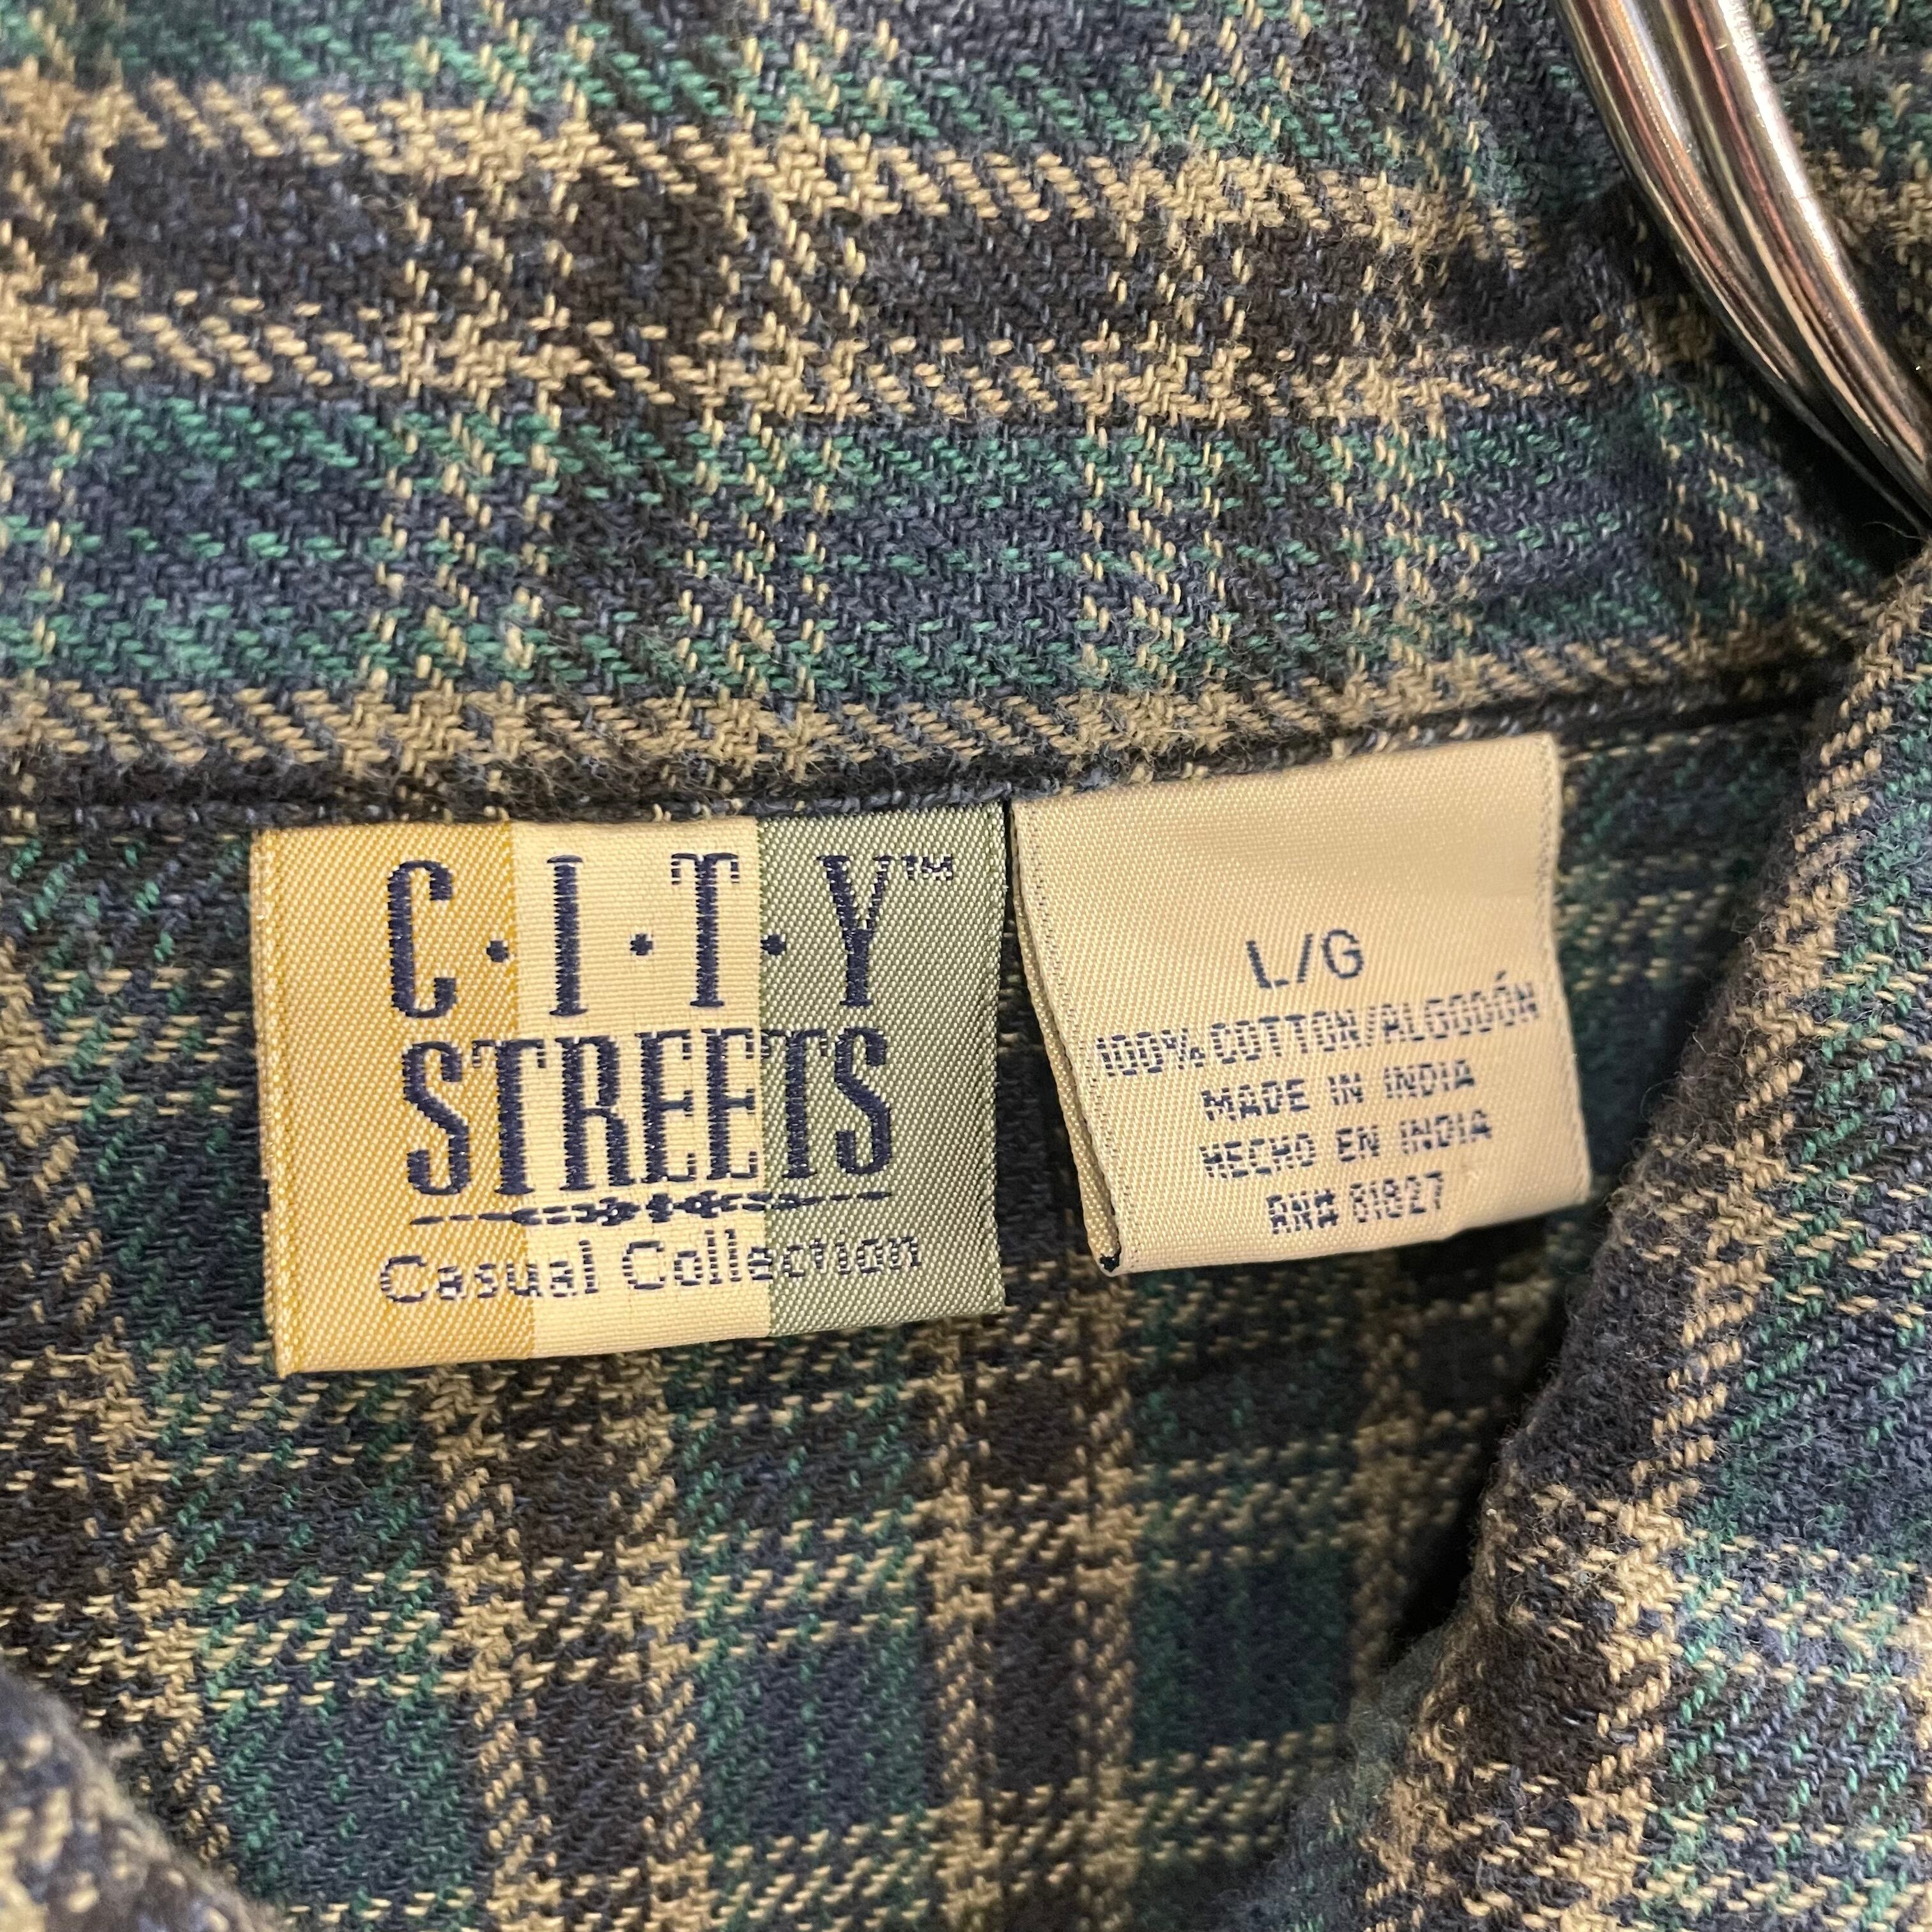 C·I·T·Y™
STREETS
Casual Collection
L/G
100% COTTON/ALGODÓN
MADE IN INDIA
HECHO EN INDIA
RN# 81827